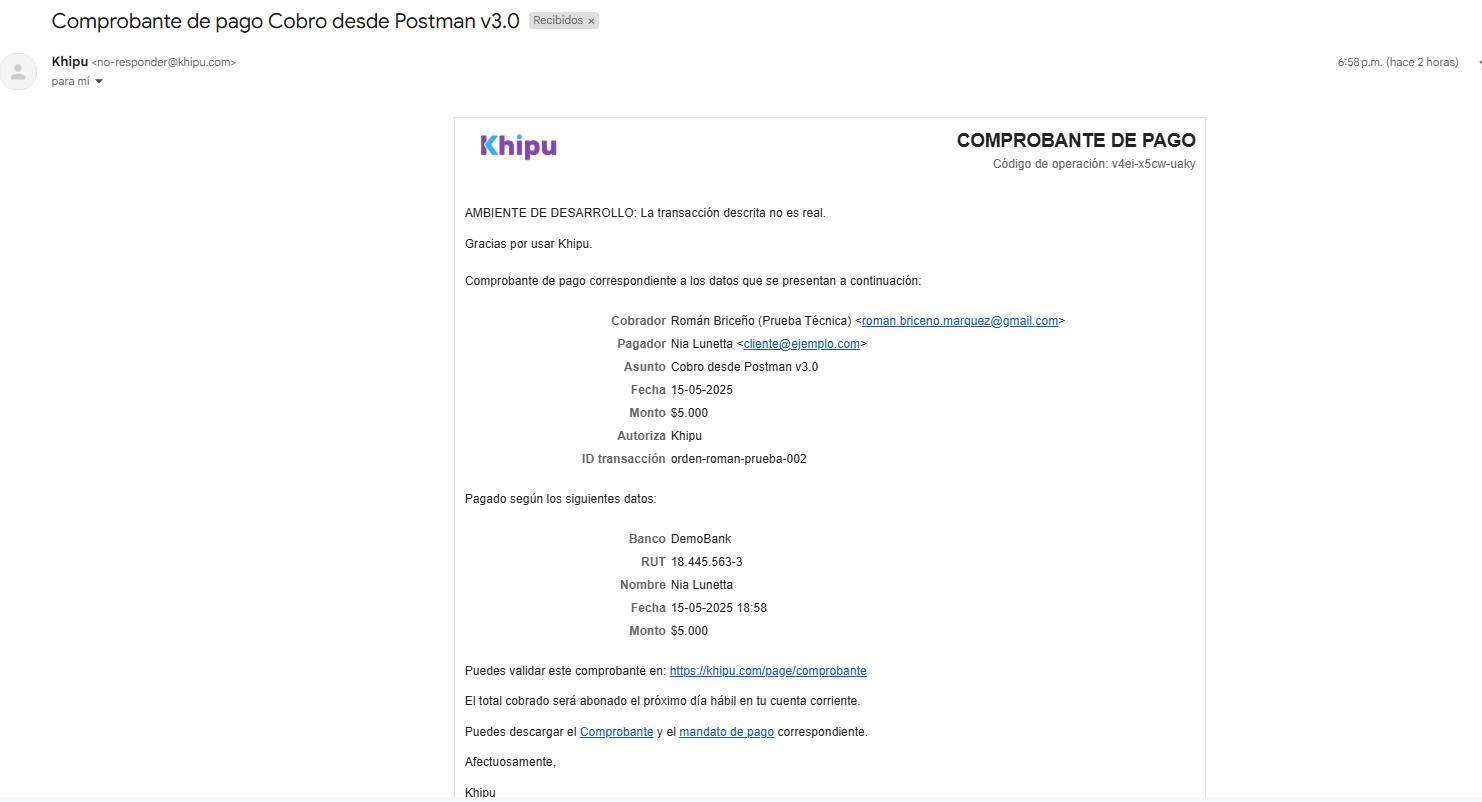 Comprobante de pago Cobro desde Postman v3.0 Recibidos ×
Khipu <no-responder@khipu.com> 6:58 p.m. (hace 2 horas)
para mí
Khipu
COMPROBANTE DE PAGO
Código de operación: v4ei-x5cw-uaky
AMBIENTE DE DESARROLLO: La transacción descrita no es real.
Gracias por usar Khipu.
Comprobante de pago correspondiente a los datos que se presentan a continuación:
Cobrador Román Briceño (Prueba Técnica) <roman.briceno.marquez@gmail.com>
Pagador Nia Lunetta <cliente@ejemplo.com>
Asunto Cobro desde Postman v3.0
Fecha 15-05-2025
Monto $5.000
Autoriza Khipu
ID transacción orden-roman-prueba-002
Pagado según los siguientes datos:
Banco DemoBank
RUT 18.445.563-3
Nombre Nia Lunetta
Fecha 15-05-2025 18:58
Monto $5.000
Puedes validar este comprobante en: https://khipu.com/page/comprobante
El total cobrado será abonado el próximo día hábil en tu cuenta corriente.
Puedes descargar el Comprobante y el mandato de pago correspondiente.
Afectuosamente,
Khipu